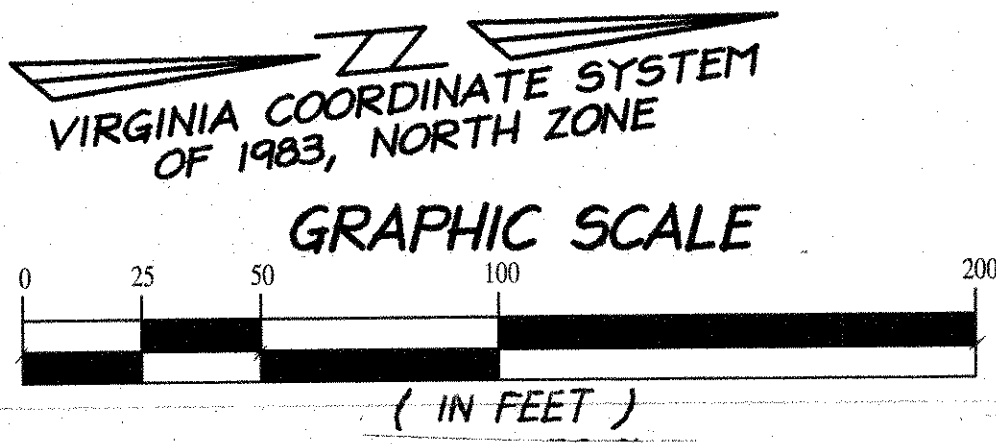 N
VIRGINIA COORDINATE SYSTEM
OF 1983, NORTH ZONE
GRAPHIC SCALE
0 25 50 100 200
( IN FEET )